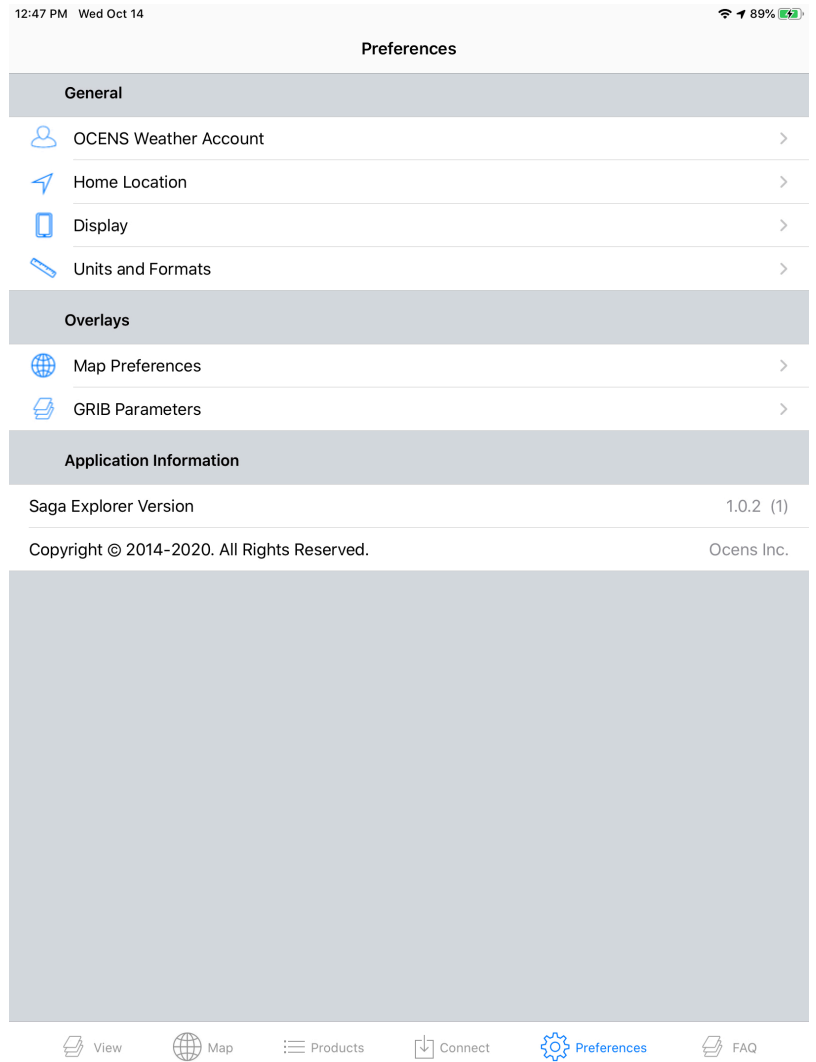 12:47 PM Wed Oct 14 89%
Preferences
General
OCENS Weather Account
Home Location
Display
Units and Formats
Overlays
Map Preferences
GRIB Parameters
Application Information
Saga Explorer Version 1.0.2 (1)
Copyright © 2014-2020. All Rights Reserved. Ocens Inc.
View Map Products Connect Preferences FAQ